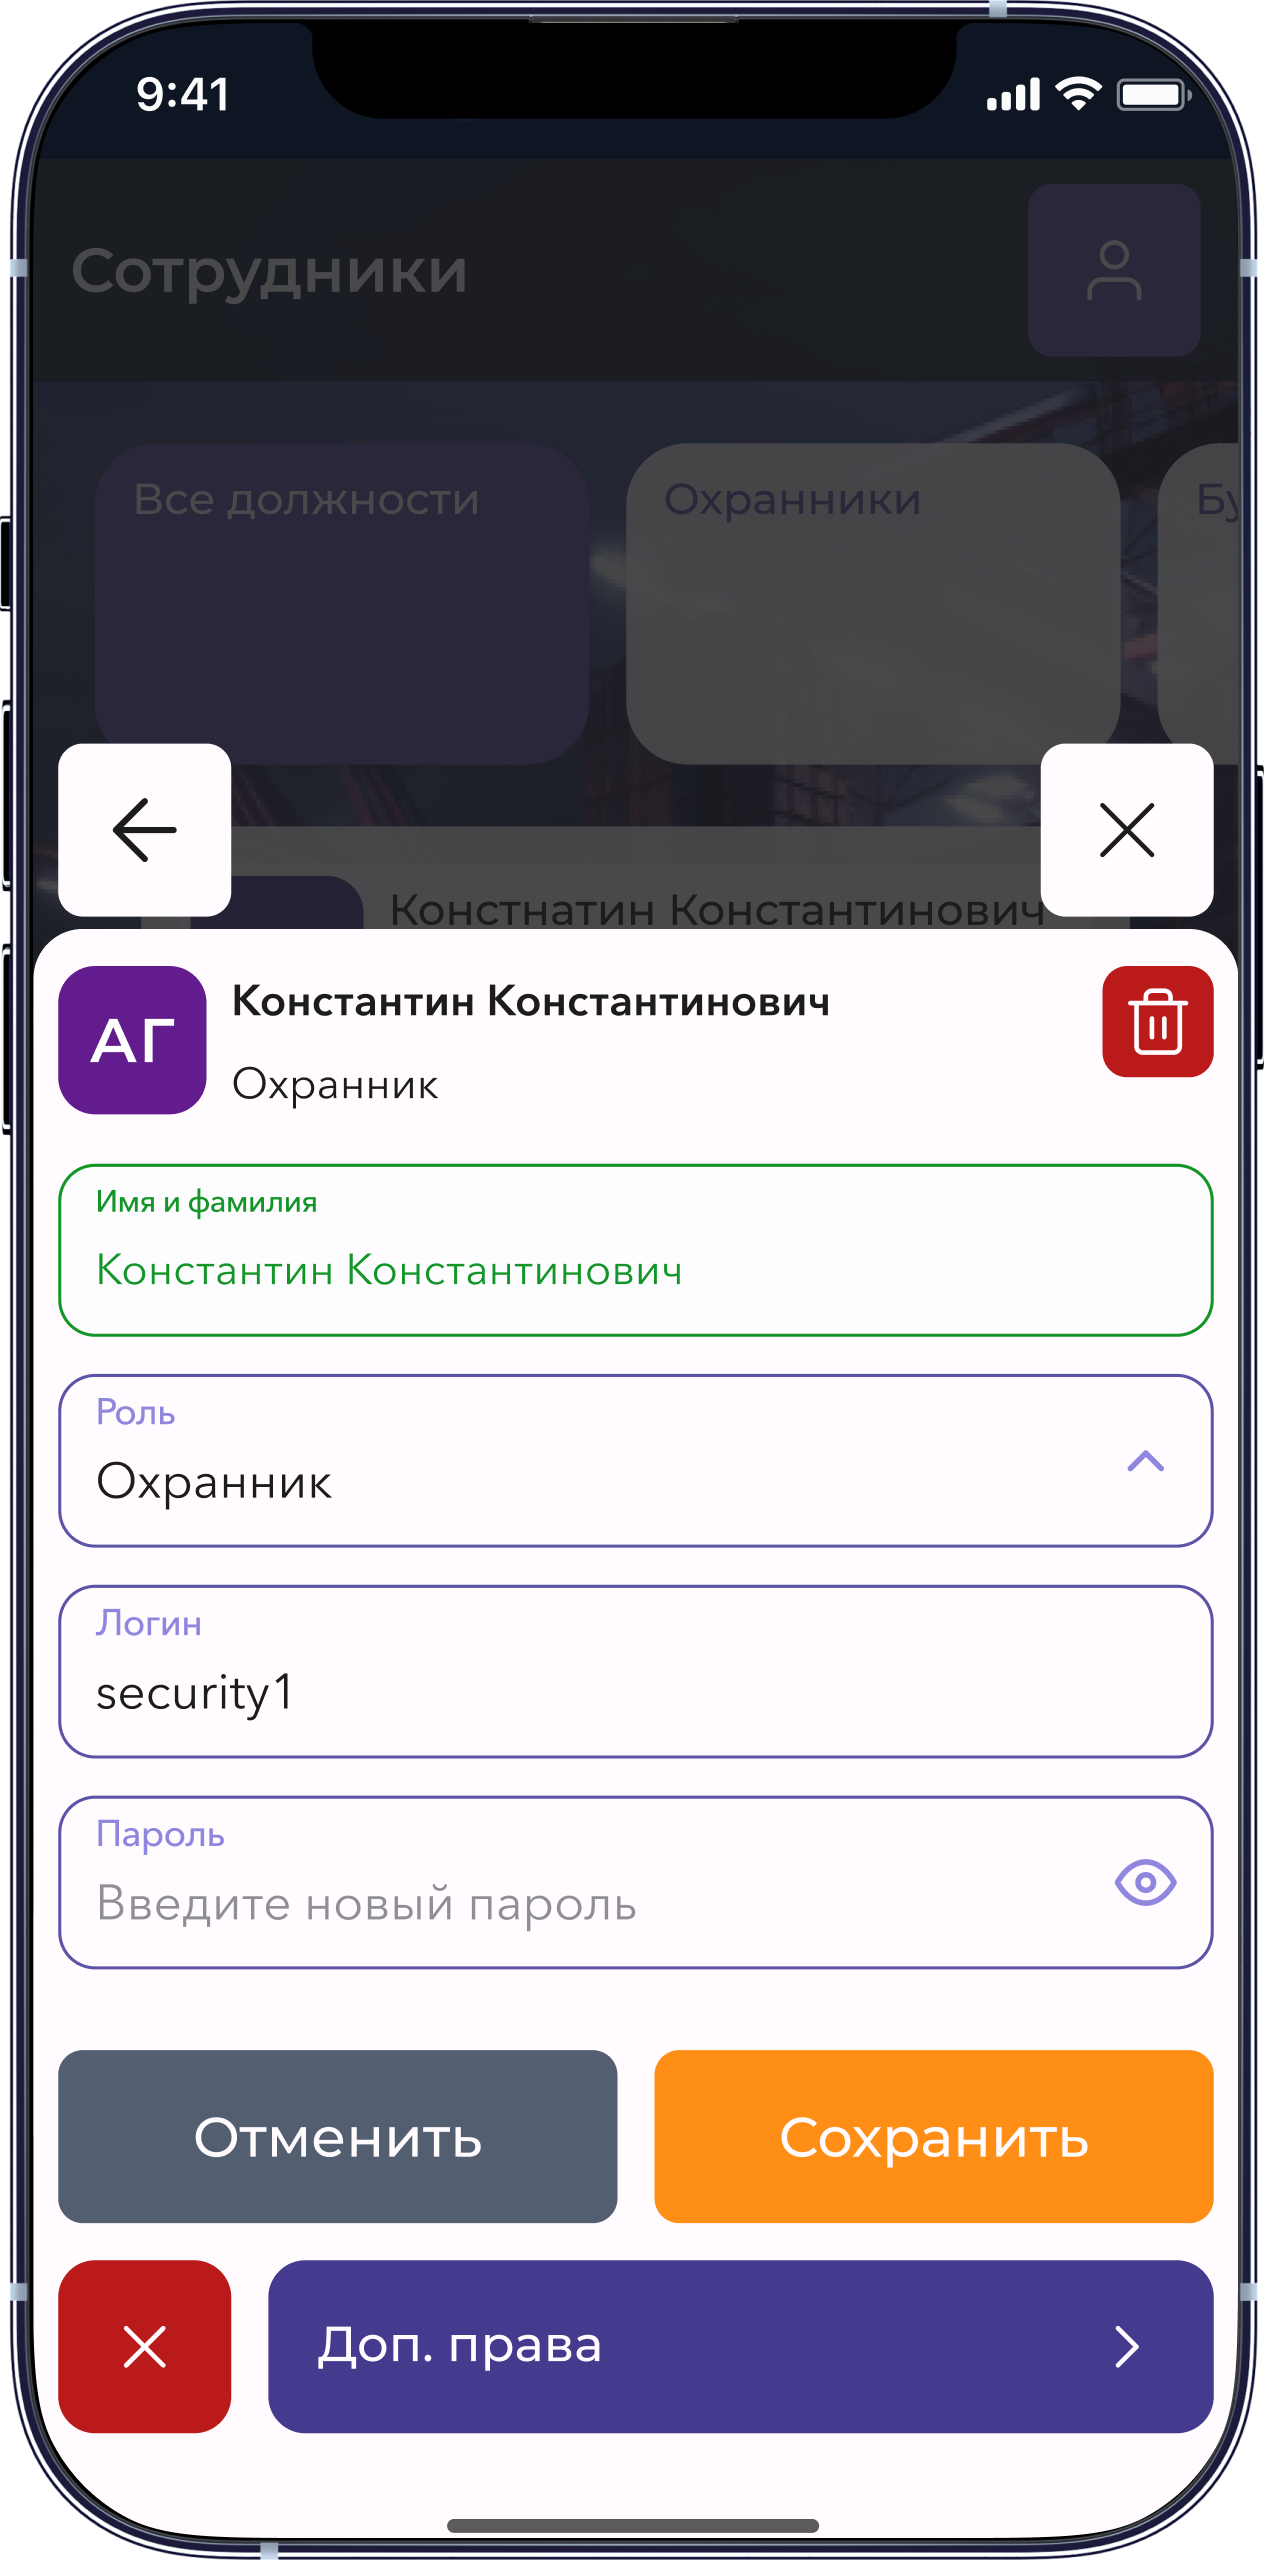 9:41
Сотрудники
Все должности
Охранники
Бу
Констнатин Константинович
АГ
Константин Константинович
Охранник
Имя и фамилия
Константин Константинович
Роль
Охранник
Логин
security1
Пароль
Введите новый пароль
Отменить
Сохранить
Доп. права